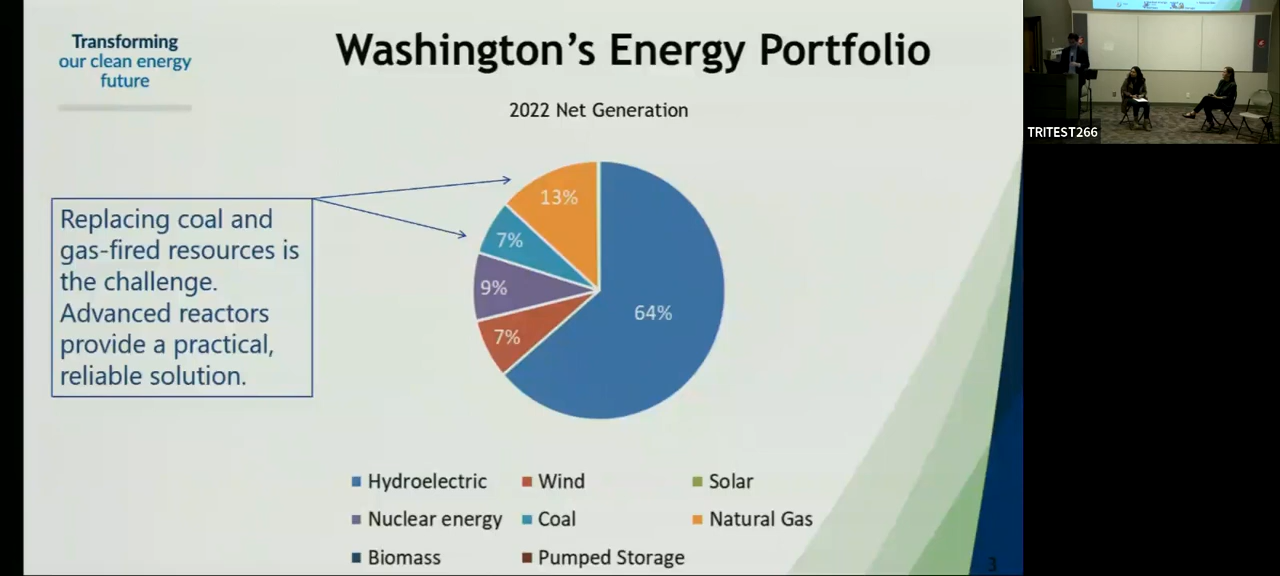 Transforming
our clean energy
future
Washington's Energy Portfolio
2022 Net Generation
Replacing coal and
gas-fired resources is
the challenge.
Advanced reactors
provide a practical,
reliable solution.
13%
7%
9%
7%
64%
Hydroelectric
Wind
Solar
Nuclear energy
Coal
Natural Gas
Biomass
Pumped Storage
3
TRITEST266